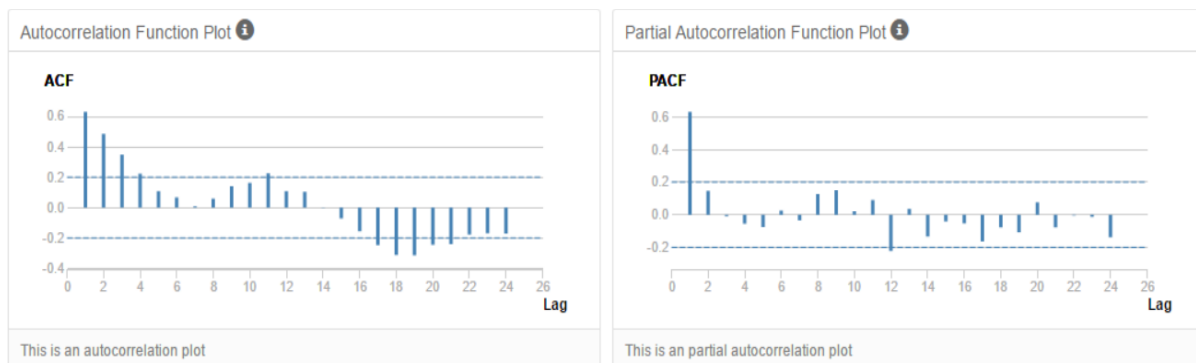 Autocorrelation Function Plot
ACF
0.6
0.4
0.2
0.0
-0.2
-0.4
0 2 4 6 8 10 12 14 16 18 20 22 24 26
Lag
This is an autocorrelation plot
Partial Autocorrelation Function Plot
PACF
0.6
0.4
0.2
0.0
-0.2
0 2 4 6 8 10 12 14 16 18 20 22 24 26
Lag
This is an partial autocorrelation plot